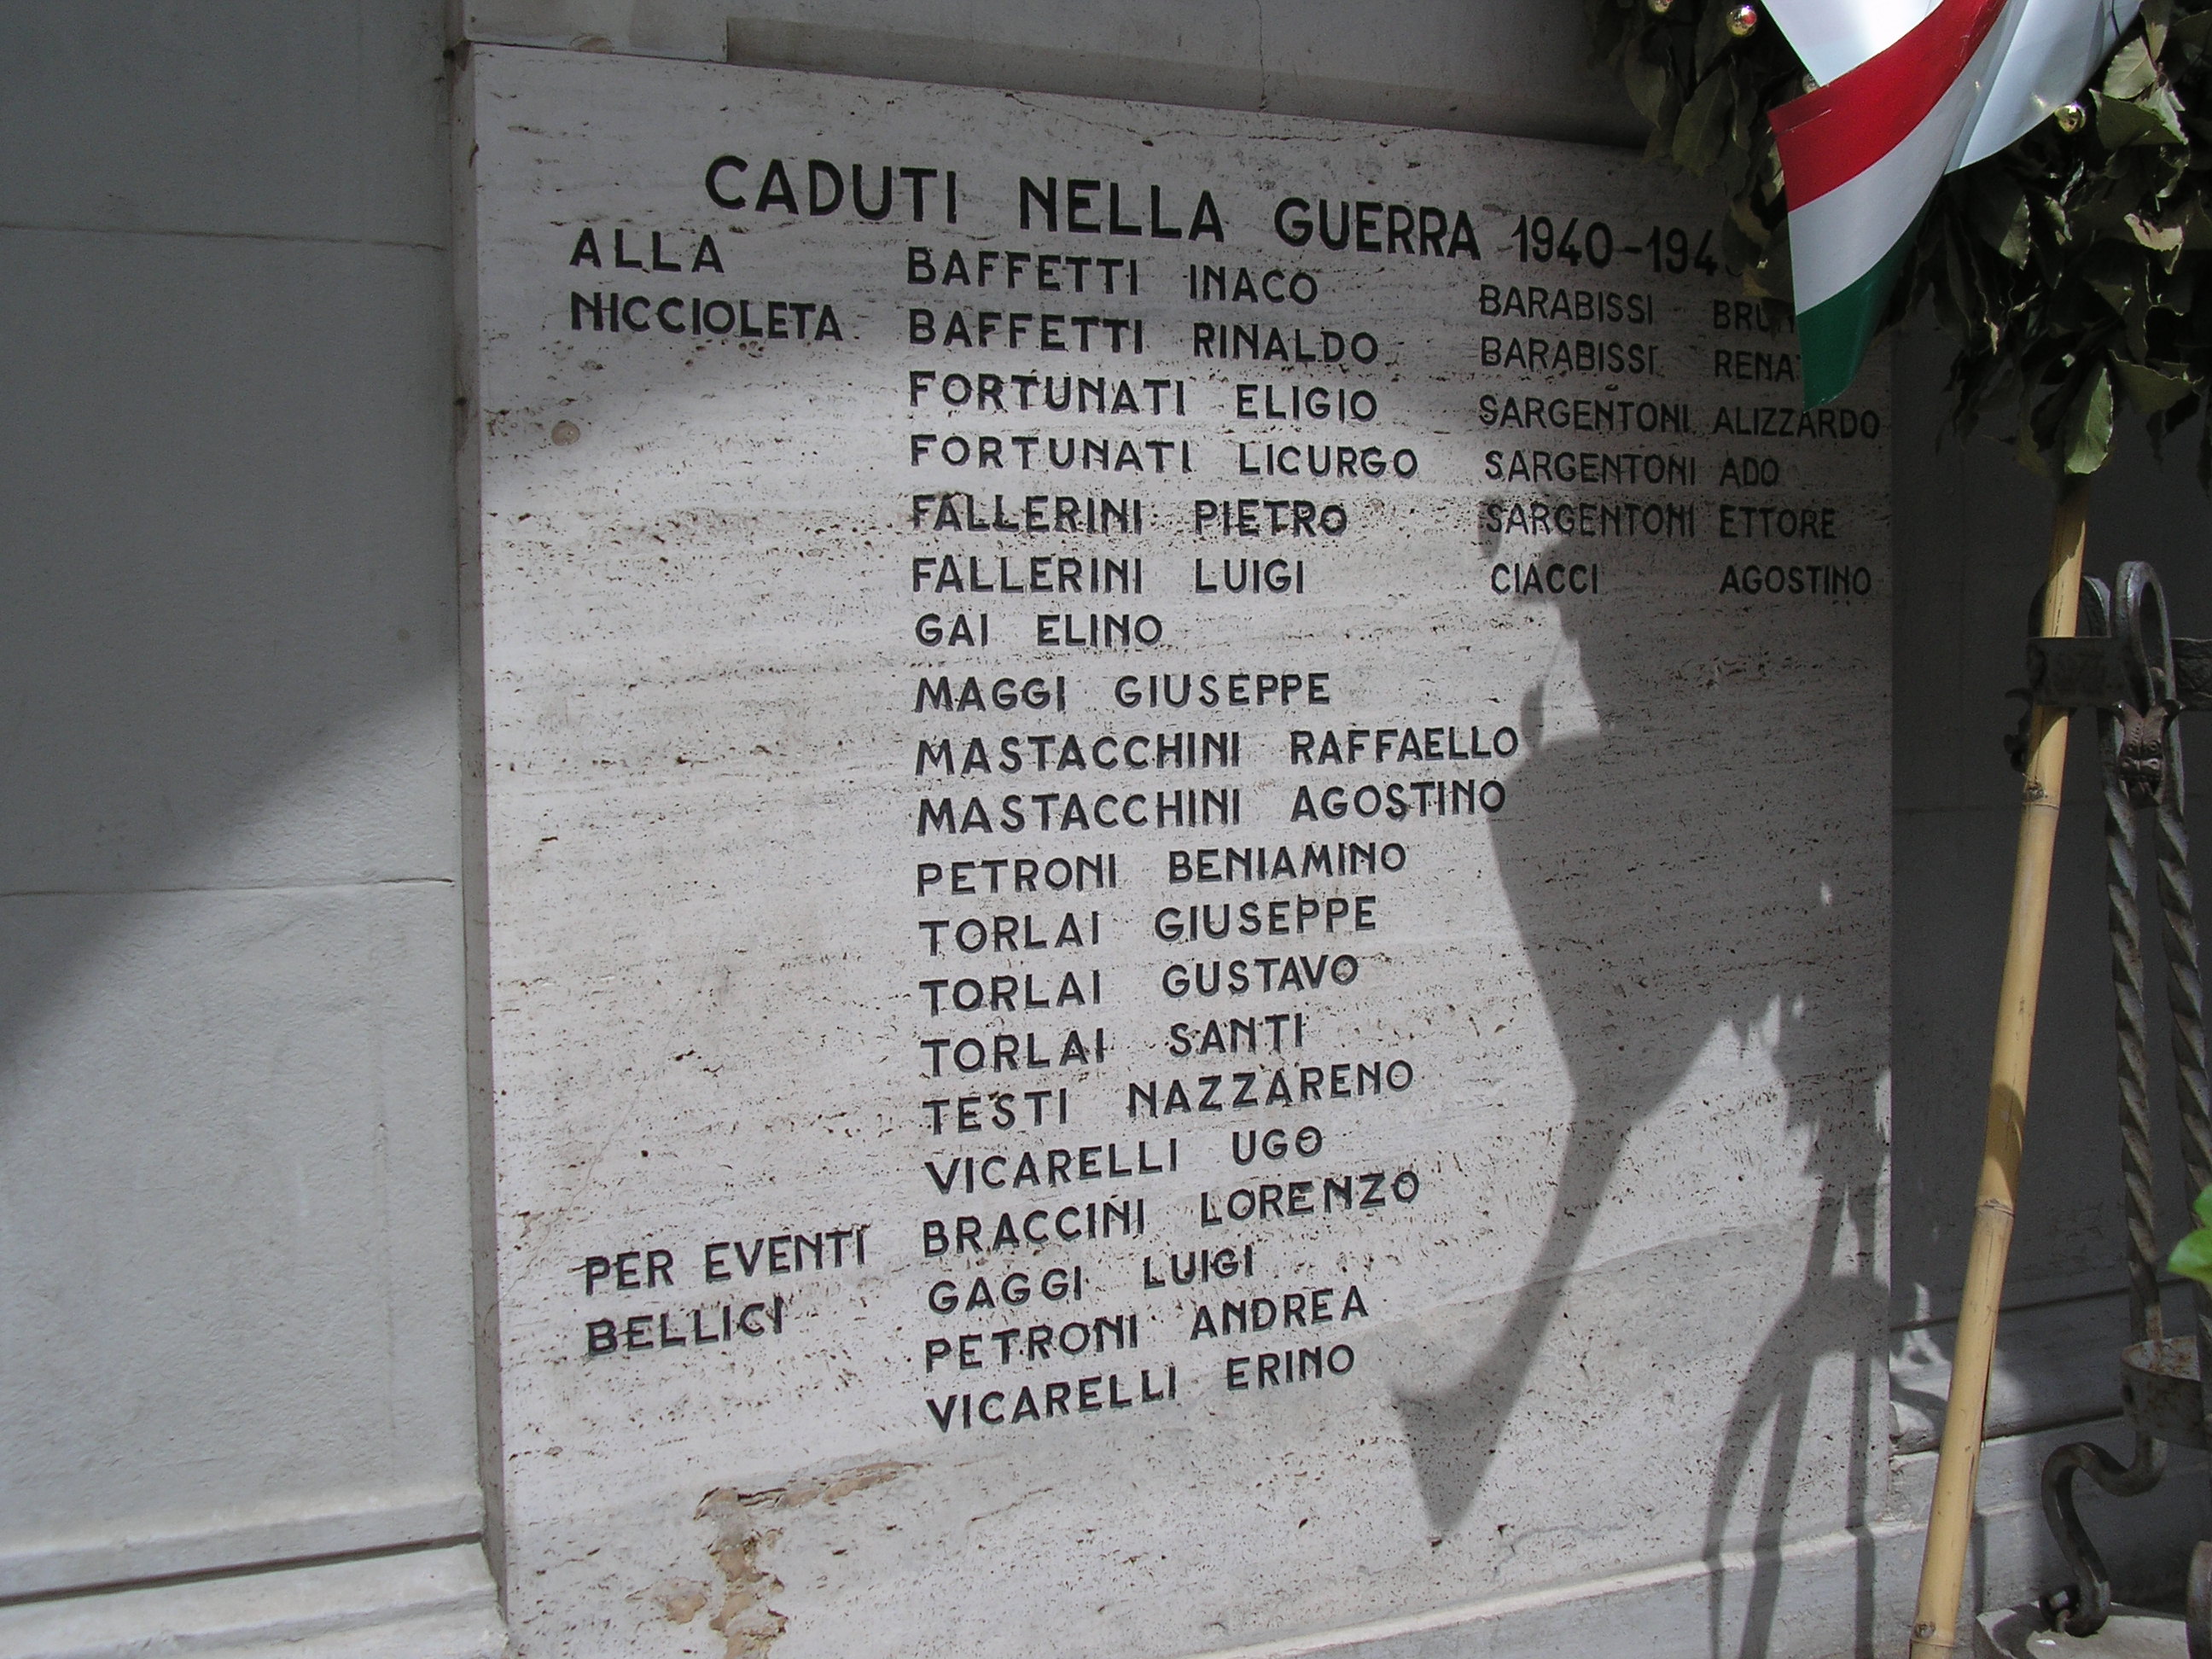 CADUTI NELLA GUERRA
ALLA BAFFETTI INACO BARABISSI
NICCIOLETA BAFFETTI RINALDO BARABISSI
FORTUNATI ELIGIO SARGENTONI ALIZZARDO
FORTUNATI LICURGO SARGENTONI ADO
FALLERINI PIETRO SARGENTONI ETTORE
FALLERINI LUIGI CIACCI AGOSTINO
GAI ELINO
MAGGI GIUSEPPE
MASTACCHINI RAFFAELLO
MASTACCHINI AGOSTINO
PETRONI BENIAMINO
TORLAI GIUSEPPE
TORLAI GUSTAVO
TORLAI SANTI
TESTI NAZZARENO
VICARELLI UGO
PER EVENTI BRACCINI LORENZO
BELLICI GAGGI LUIGI
PETRONI ANDREA
VICARELLI ERINO